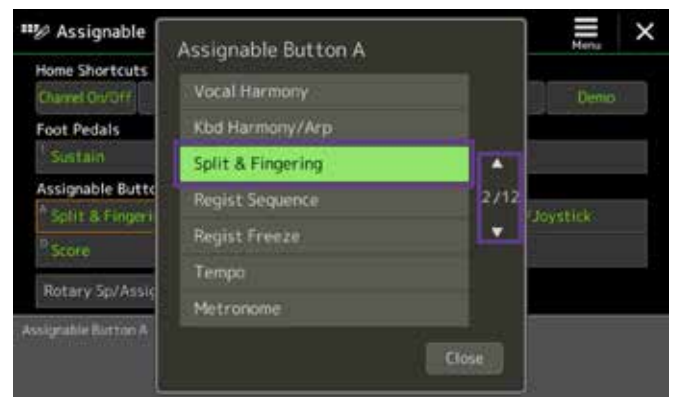 Assignable
Menu
Assignable Button A
Home Shortcuts
Channel On/Off
Vocal Harmony
Demo
Kbd Harmony/Arp
Foot Pedals
1 Sustain
Split & Fingering
Assignable Butto
Regist Sequence
2/12
A Split & Fingeri
/Joystick
Regist Freeze
D Score
Tempo
Rotary Sp/Assig
Metronome
Assignable Button A
Close